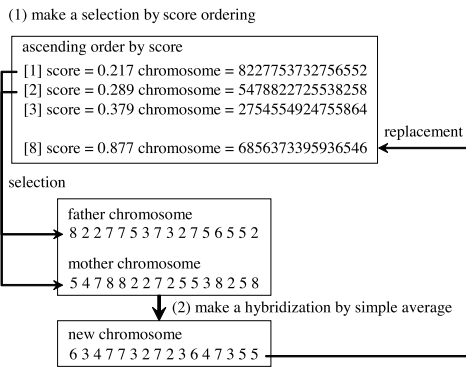 (1) make a selection by score ordering
ascending order by score
[1] score = 0.217 chromosome = 8227753732756552
[2] score = 0.289 chromosome = 5478822725538258
[3] score = 0.379 chromosome = 2754554924755864
[8] score = 0.877 chromosome = 6856373395936546
replacement
selection
father chromosome
8 2 2 7 7 5 3 7 3 2 7 5 6 5 5 2
mother chromosome
5 4 7 8 8 2 2 7 2 5 5 3 8 2 5 8
(2) make a hybridization by simple average
new chromosome
6 3 4 7 7 3 2 7 2 3 6 4 7 3 5 5